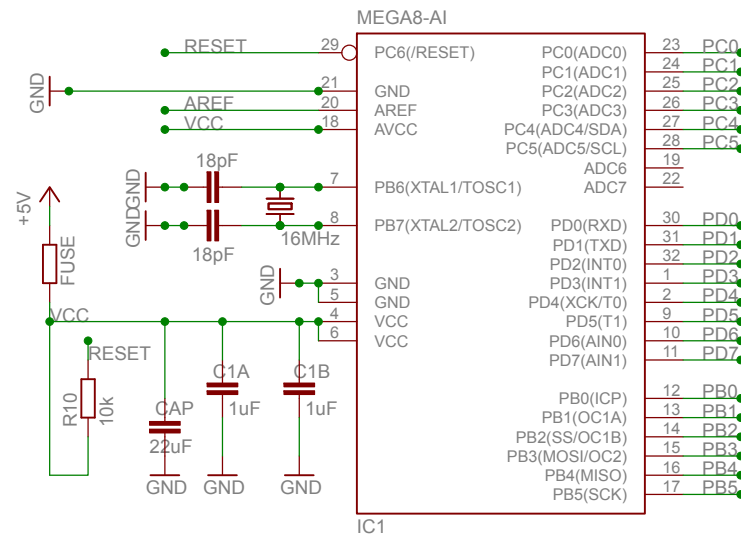 MEGA8-AI
RESET 29 PC6(/RESET) PC0(ADC0) 23 PC0
PC1(ADC1) 24 PC1
GND 21 GND PC2(ADC2) 25 PC2
AREF 20 AREF PC3(ADC3) 26 PC3
VCC 18 AVCC PC4(ADC4/SDA) 27 PC4
PC5(ADC5/SCL) 28 PC5
18pF ADC6 19
GND 7 PB6(XTAL1/TOSC1) ADC7 22
+5V GND 8 PB7(XTAL2/TOSC2) PD0(RXD) 30 PD0
16MHz PD1(TXD) 31 PD1
18pF PD2(INT0) 32 PD2
FUSE GND 3 GND PD3(INT1) 1 PD3
5 GND PD4(XCK/T0) 2 PD4
VCC 4 VCC PD5(T1) 9 PD5
6 VCC PD6(AIN0) 10 PD6
RESET PD7(AIN1) 11 PD7
C1A C1B
R10 10k CAP 1uF 1uF PB0(ICP) 12 PB0
PB1(OC1A) 13 PB1
22uF PB2(SS/OC1B) 14 PB2
PB3(MOSI/OC2) 15 PB3
PB4(MISO) 16 PB4
GND GND GND PB5(SCK) 17 PB5
IC1